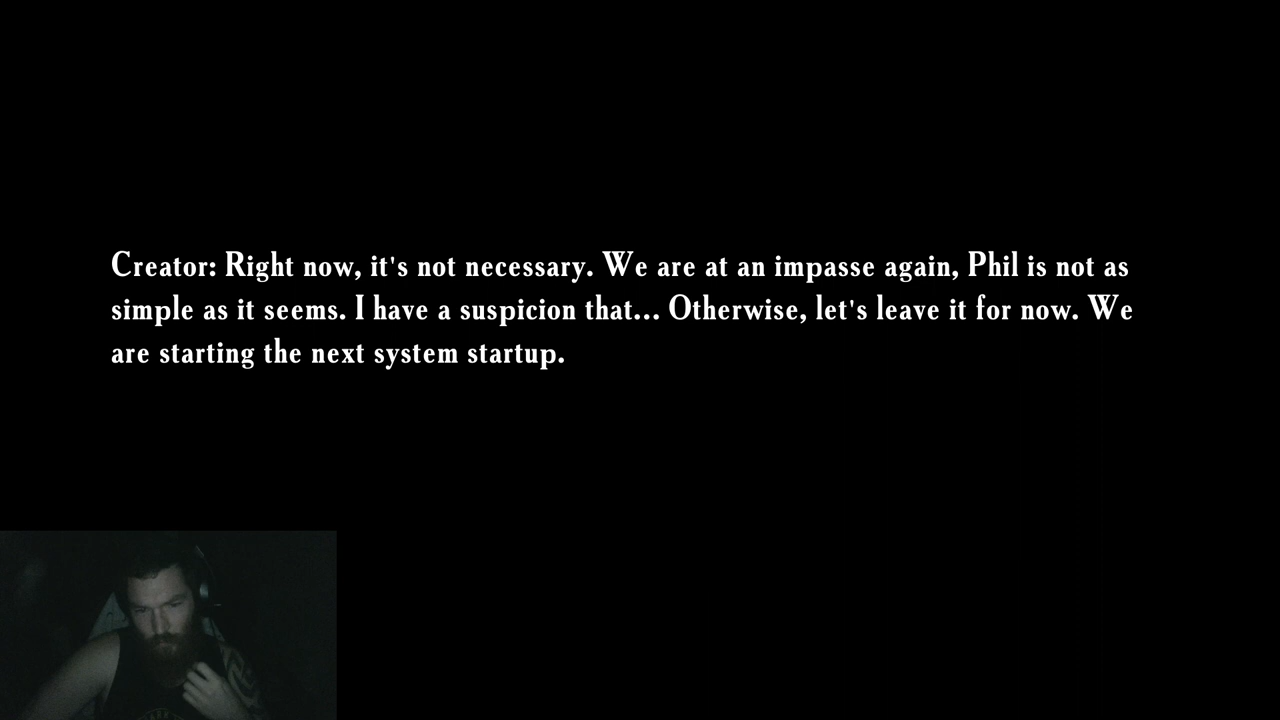 Creator: Right now, it's not necessary. We are at an impasse again, Phil is not as
simple as it seems. I have a suspicion that... Otherwise, let's leave it for now. We
are starting the next system startup.